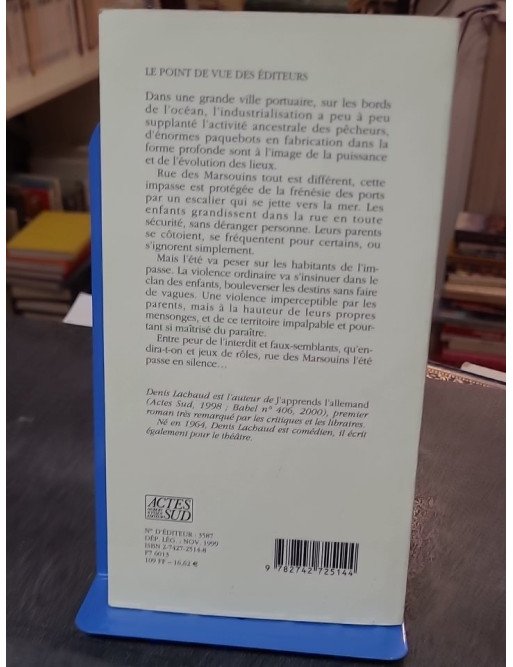 LE POINT DE VUE DES ÉDITEURS
Dans une grande ville portuaire, sur les bords
de l'océan, l'industrialisation a peu à peu
supplanté l'activité ancestrale des pêcheurs,
d'énormes paquebots en fabrication dans la
forme profonde sont à l'image de la puissance
et de l'évolution des lieux.
Rue des Marsouins tout est différent, cette
impasse est protégée de la frénésie des ports
par un escalier qui se jette vers la mer. Les
enfants grandissent dans la rue en toute
sécurité, sans déranger personne. Leurs parents
se côtoient, se fréquentent pour certains, ou
s'ignorent simplement.
Mais l'été va peser sur les habitants de l'im-
passe. La violence ordinaire va s'insinuer dans le
clan des enfants, bouleverser les destins sans faire
de vagues. Une violence imperceptible par les
parents, mais à la hauteur de leurs propres
mensonges, et de ce territoire impalpable et pour-
tant si maîtrisé du paraître.
Entre peur de l'interdit et faux-semblants, qu'en-
dira-t-on et jeux de rôles, rue des Marsouins l'été
passe en silence...
Denis Lachaud est l'auteur de J'apprends l'allemand
(Actes Sud, 1998 ; Babel n° 406, 2000), premier
roman très remarqué par les critiques et les libraires.
Né en 1964, Denis Lachaud est comédien, il écrit
également pour le théâtre.
ACTES
SUD
N° D'ÉDITEUR : 3587
DÉP. LÉG. : NOV. 1999
ISBN 2-7427-2514-8
F7 6013
109 FF – 16,62 €
9 782742 725144